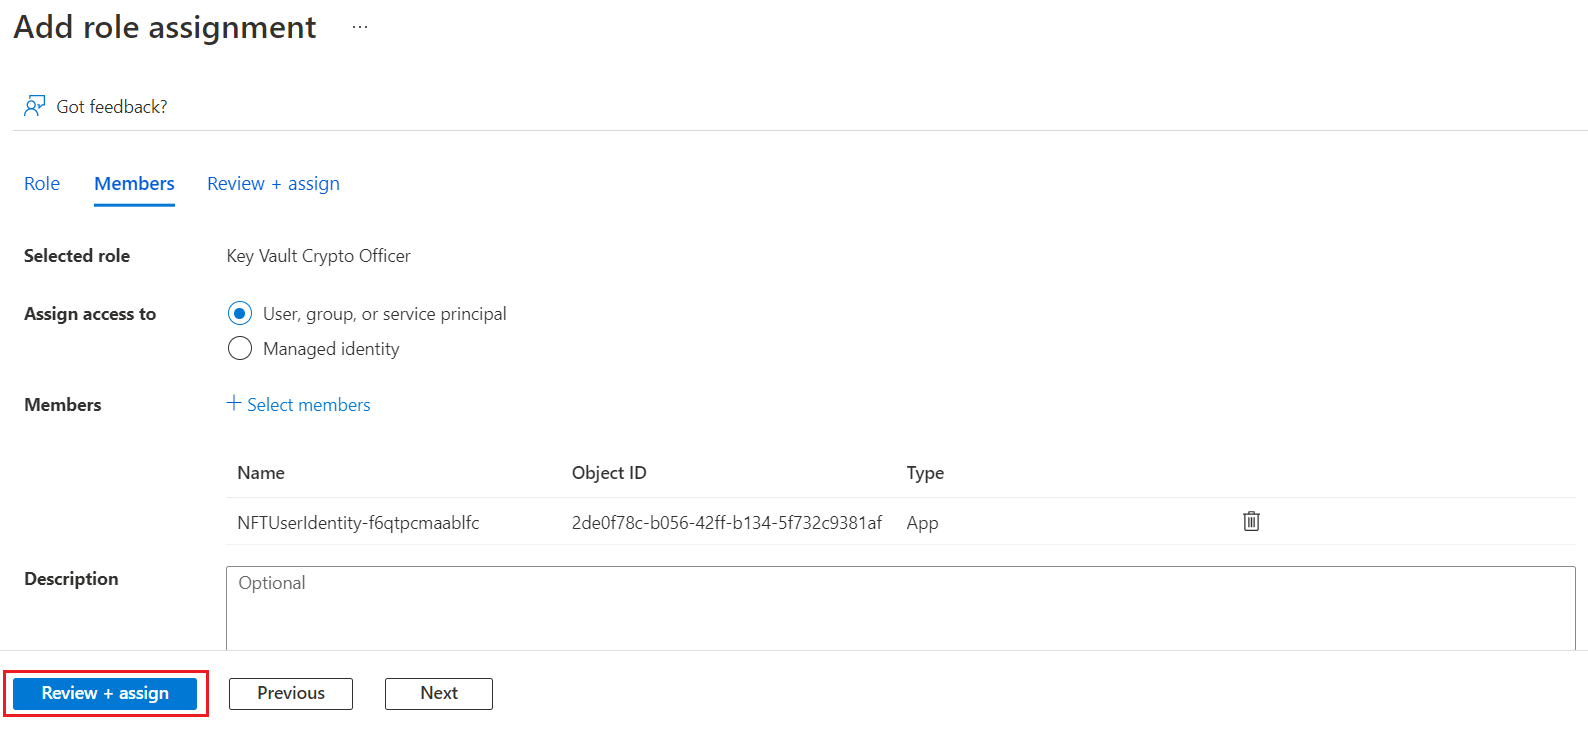 Add role assignment ...
Got feedback?
Role Members Review + assign
Selected role Key Vault Crypto Officer
Assign access to User, group, or service principal
Managed identity
Members + Select members
Name Object ID Type
NFTUserIdentity-f6qtpcmaablfc 2de0f78c-b056-42ff-b134-5f732c9381af App
Description Optional
Review + assign Previous Next